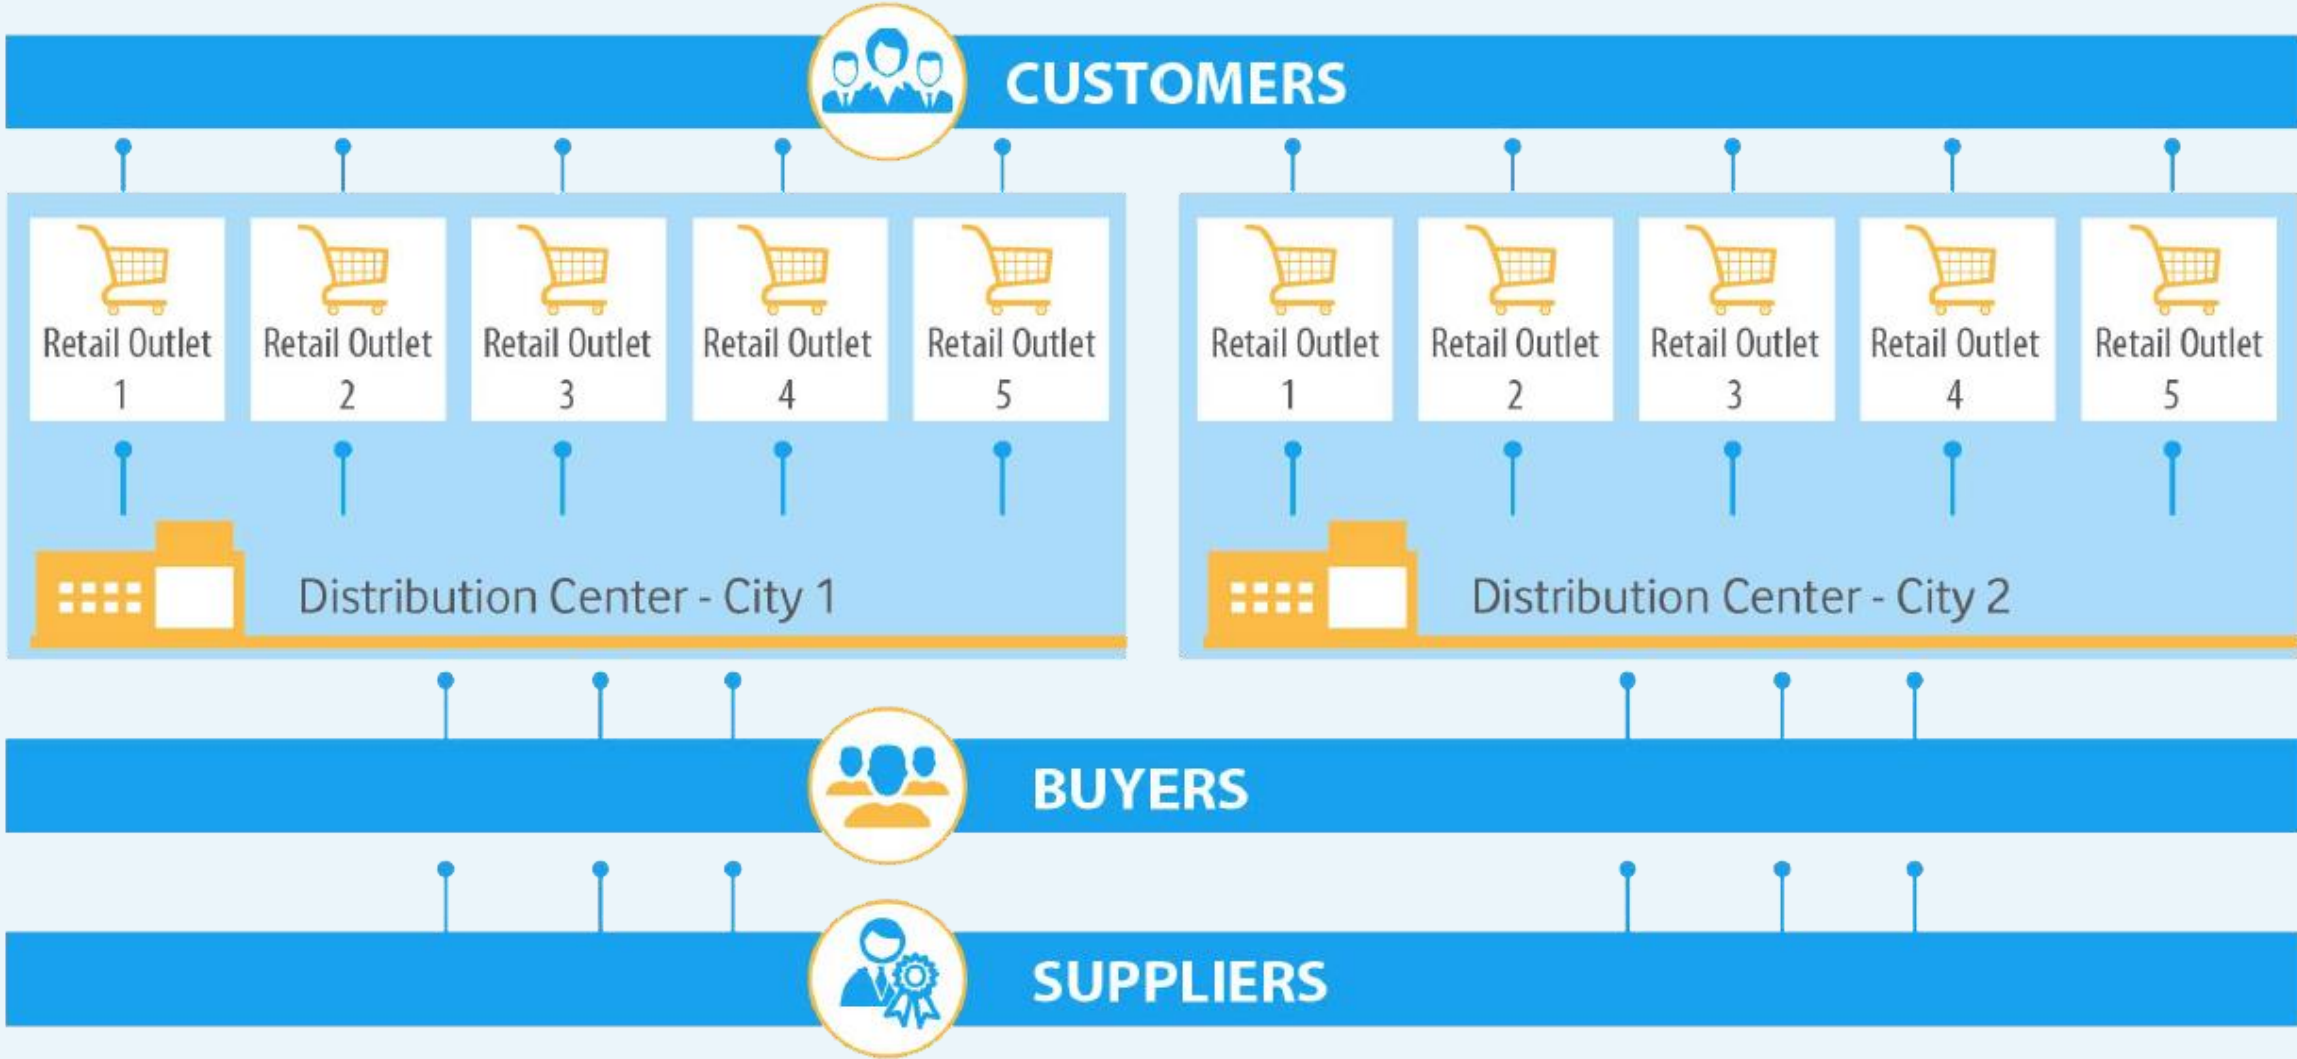 CUSTOMERS
Retail Outlet
1
Retail Outlet
2
Retail Outlet
3
Retail Outlet
4
Retail Outlet
5
Retail Outlet
1
Retail Outlet
2
Retail Outlet
3
Retail Outlet
4
Retail Outlet
5
Distribution Center - City 1
Distribution Center - City 2
BUYERS
SUPPLIERS